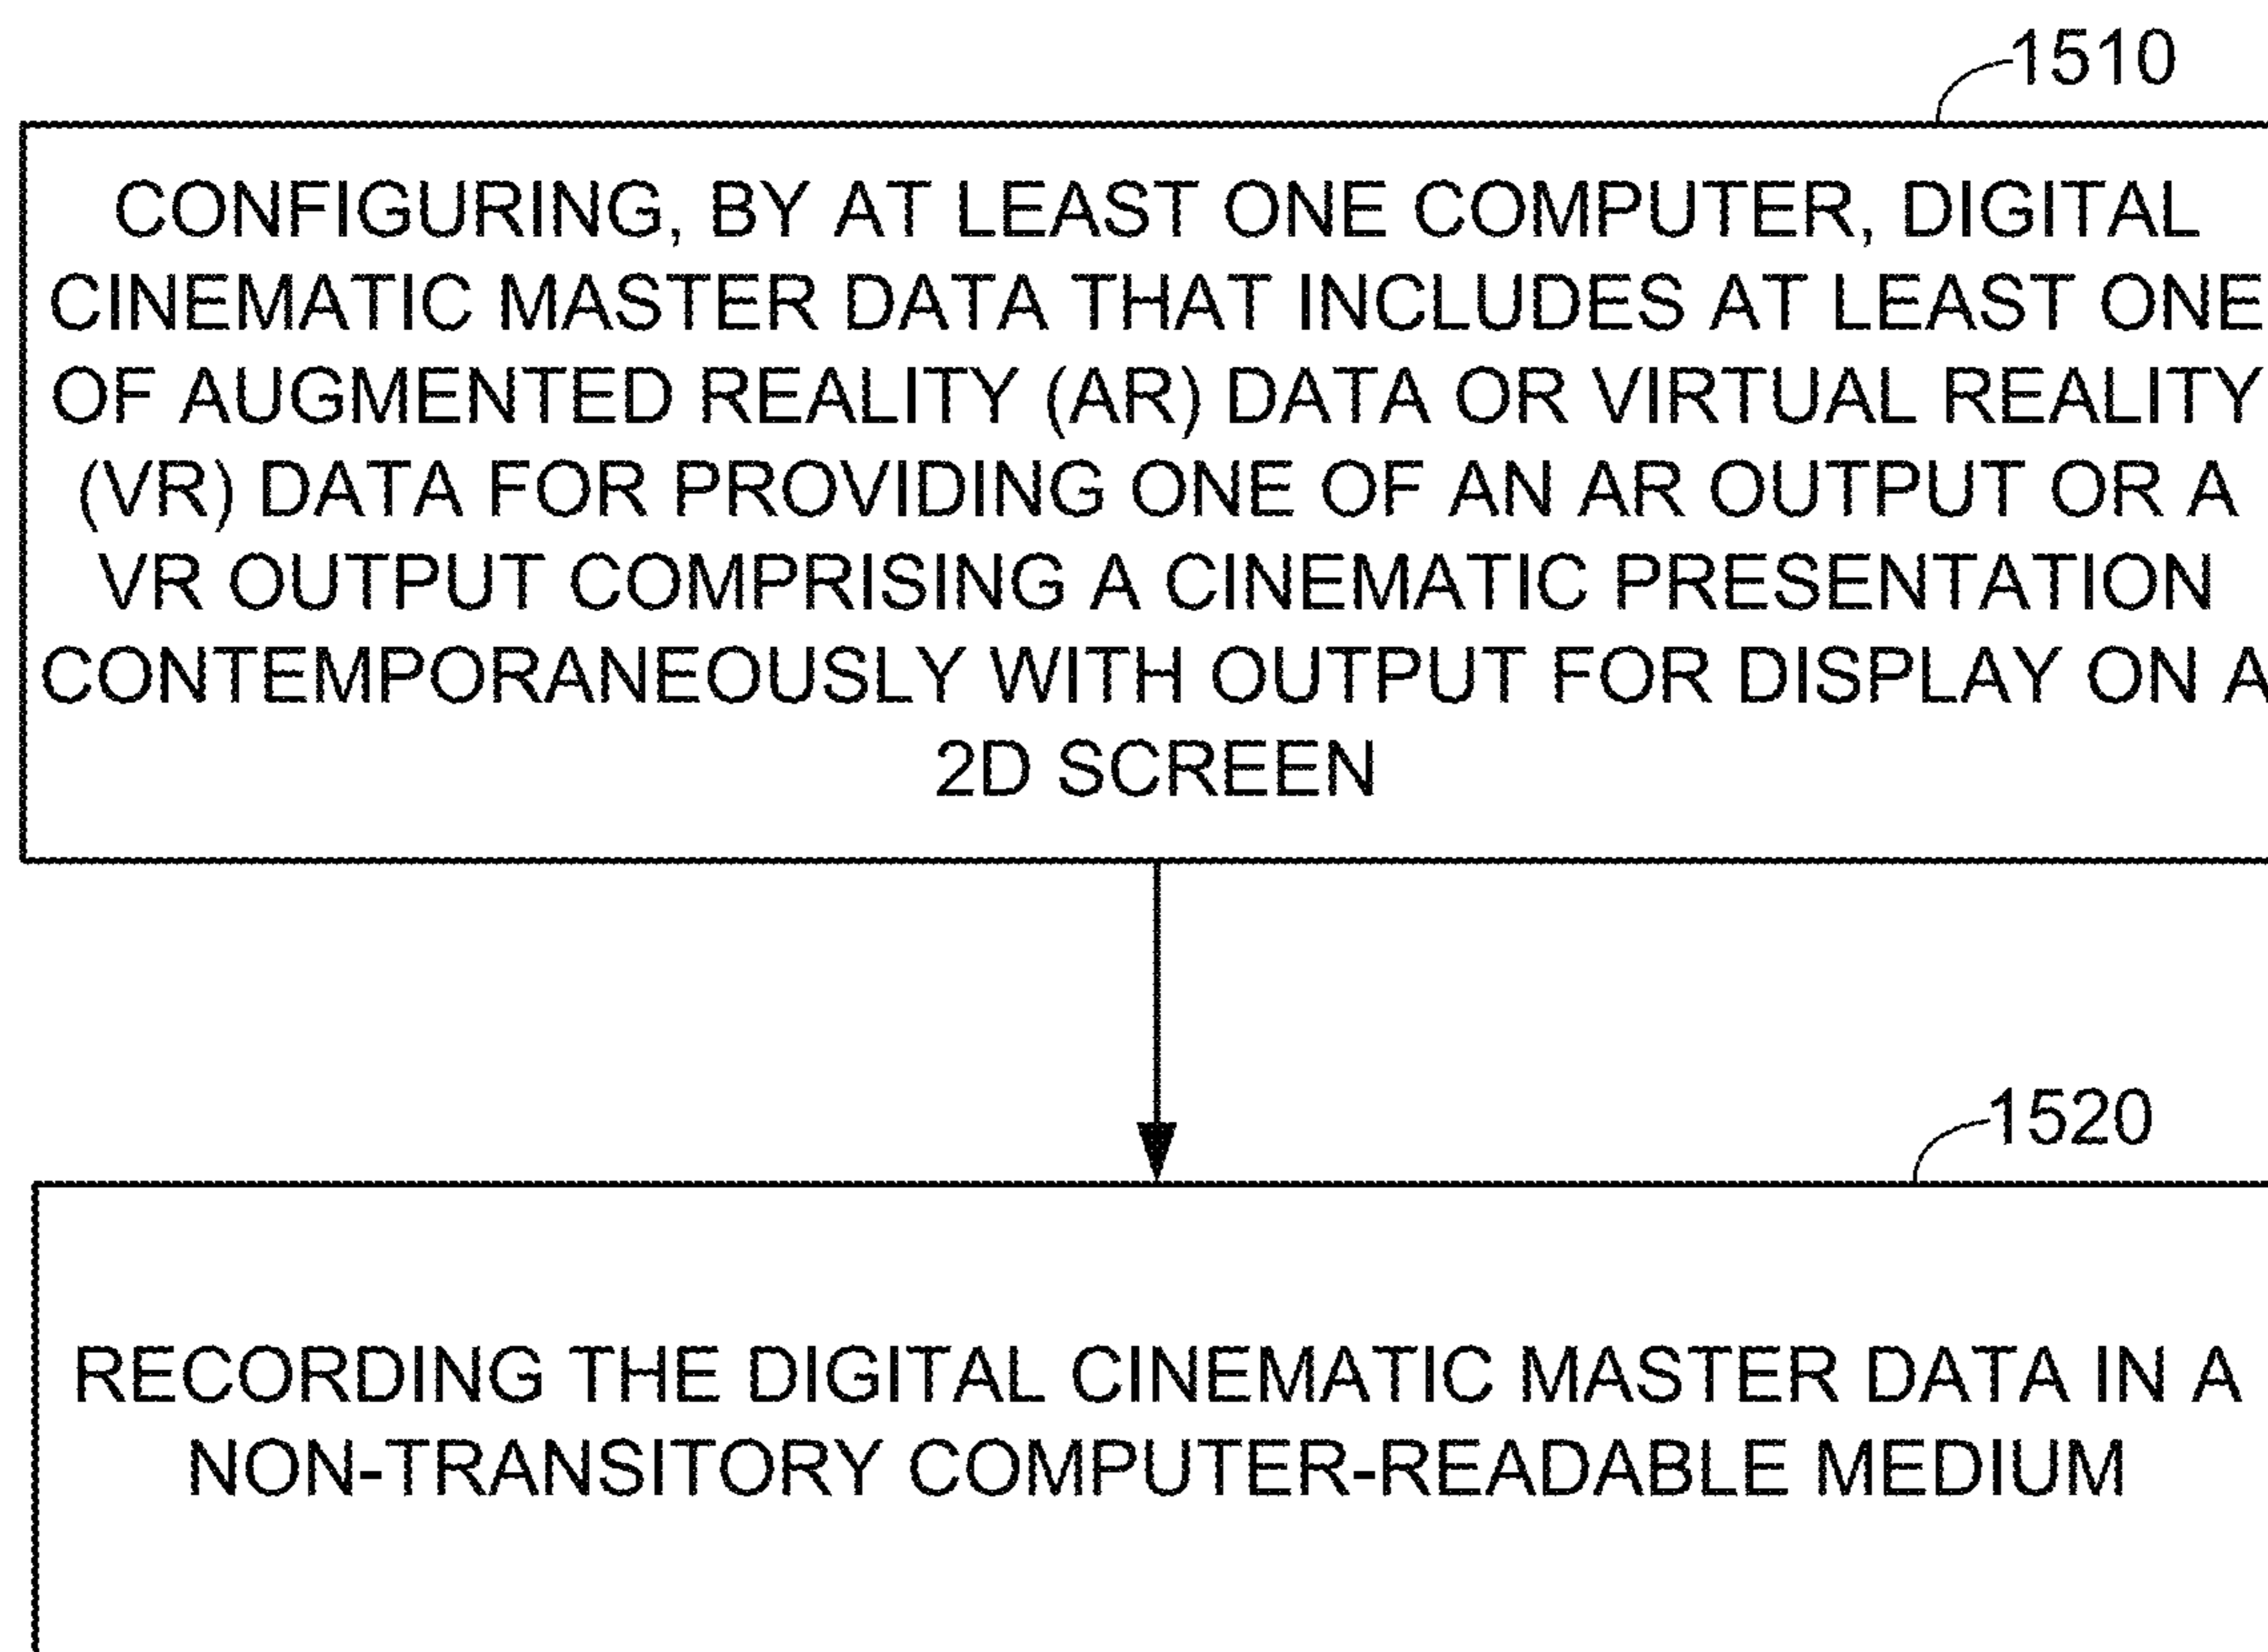 1510
CONFIGURING, BY AT LEAST ONE COMPUTER, DIGITAL
CINEMATIC MASTER DATA THAT INCLUDES AT LEAST ONE
OF AUGMENTED REALITY (AR) DATA OR VIRTUAL REALITY
(VR) DATA FOR PROVIDING ONE OF AN AR OUTPUT OR A
VR OUTPUT COMPRISING A CINEMATIC PRESENTATION
CONTEMPORANEOUSLY WITH OUTPUT FOR DISPLAY ON A
2D SCREEN
1520
RECORDING THE DIGITAL CINEMATIC MASTER DATA IN A
NON-TRANSITORY COMPUTER-READABLE MEDIUM